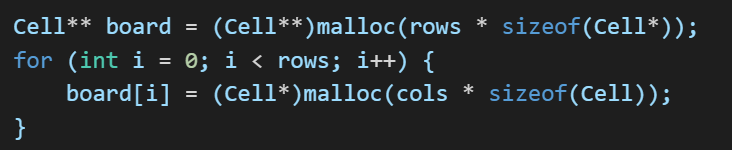 Cell** board = (Cell**)malloc(rows * sizeof(Cell*));
for (int i = 0; i < rows; i++) {
    board[i] = (Cell*)malloc(cols * sizeof(Cell));
}